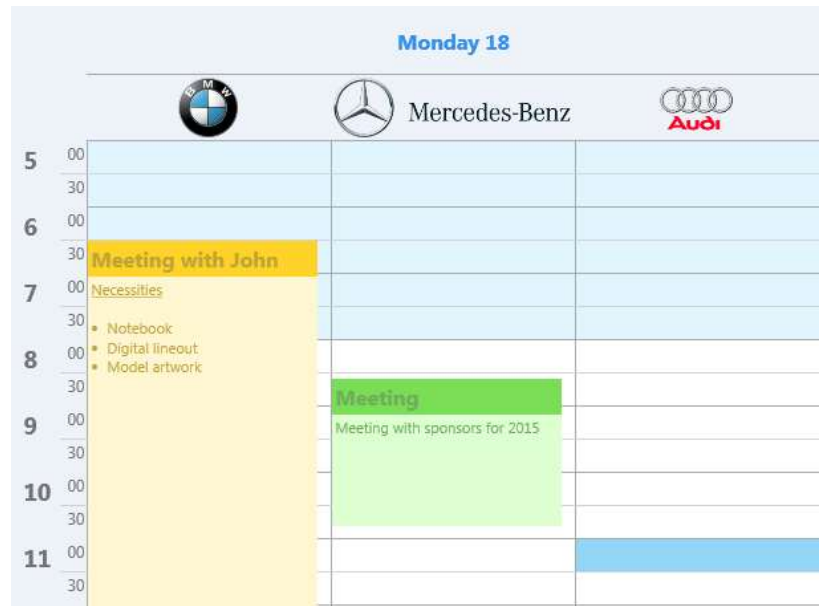 Monday 18
BMW
Mercedes-Benz
Audi
5 00
30
6 00
30 Meeting with John
7 00 Necessities
30 • Notebook
8 00 • Digital lineout
• Model artwork
30 Meeting
9 00 Meeting with sponsors for 2015
30
10 00
30
11 00
30